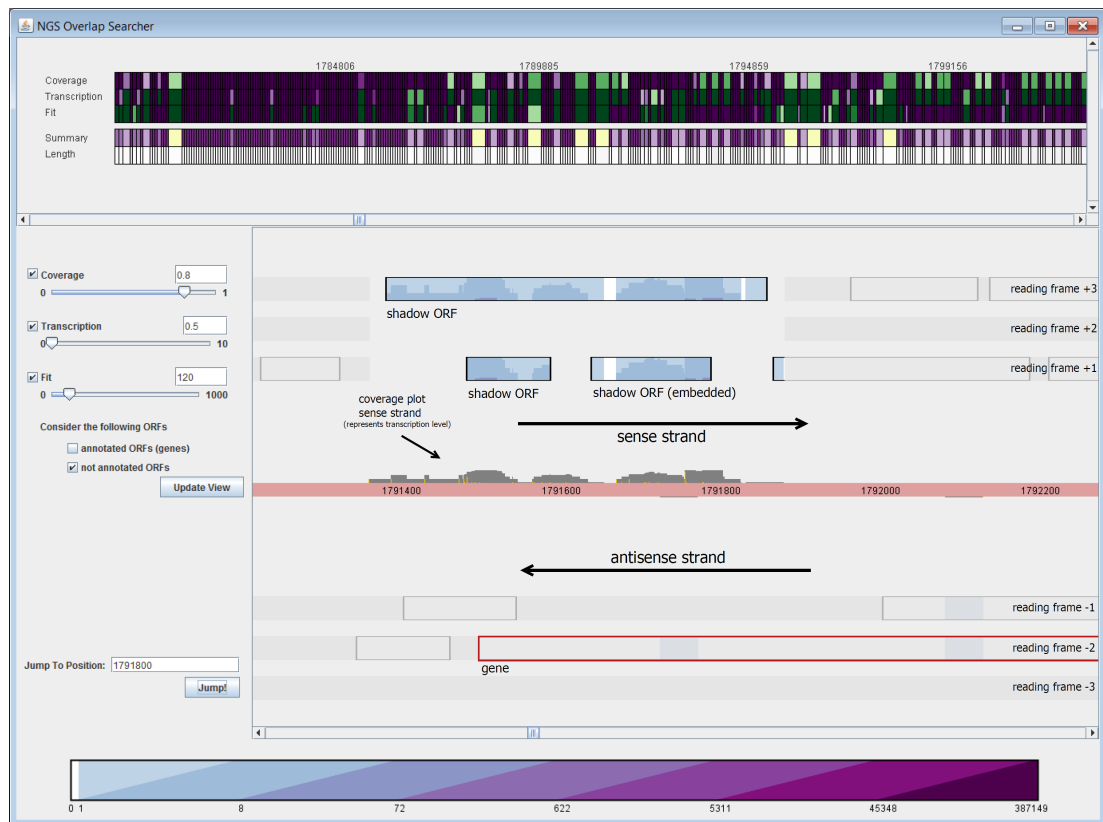 NGS Overlap Searcher
1784806 1789885 1794859 1799156
Coverage
Transcription
Fit
Summary
Length
Coverage 0.8
0 1
Transcription 0.5
0 10
Fit 120
0 1000
Consider the following ORFs
annotated ORFs (genes)
not annotated ORFs
Update View
Jump To Position: 1791800
Jump!
reading frame +3
shadow ORF
reading frame +2
reading frame +1
shadow ORF shadow ORF (embedded)
coverage plot
sense strand
(represents transcription level)
sense strand
1791400 1791600 1791800 1792000 1792200
antisense strand
reading frame -1
reading frame -2
gene
reading frame -3
0 1 8 72 622 5311 45348 387149